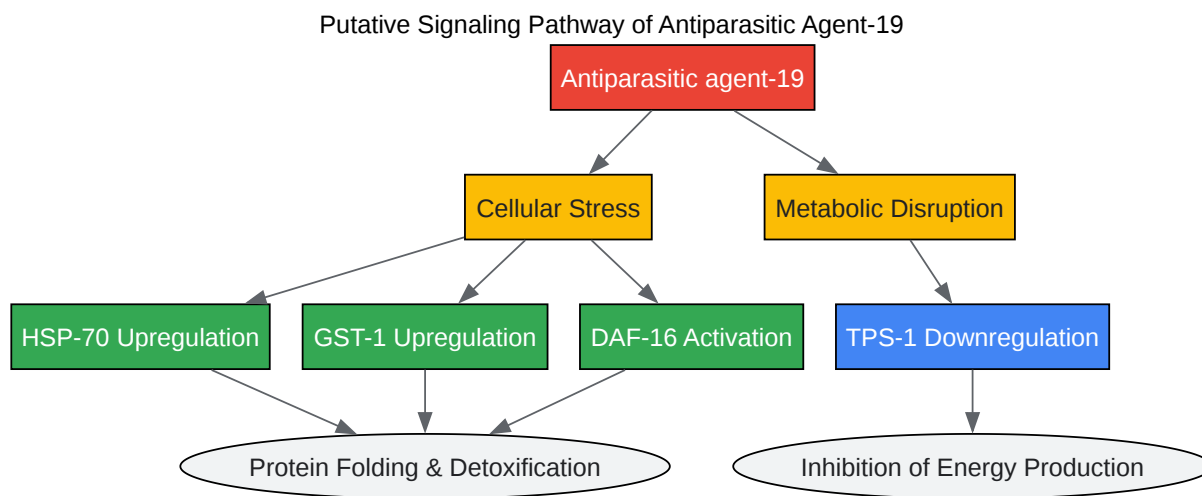 Putative Signaling Pathway of Antiparasitic Agent-19
Antiparasitic agent-19
Cellular Stress
Metabolic Disruption
HSP-70 Upregulation
GST-1 Upregulation
DAF-16 Activation
TPS-1 Downregulation
Protein Folding & Detoxification
Inhibition of Energy Production